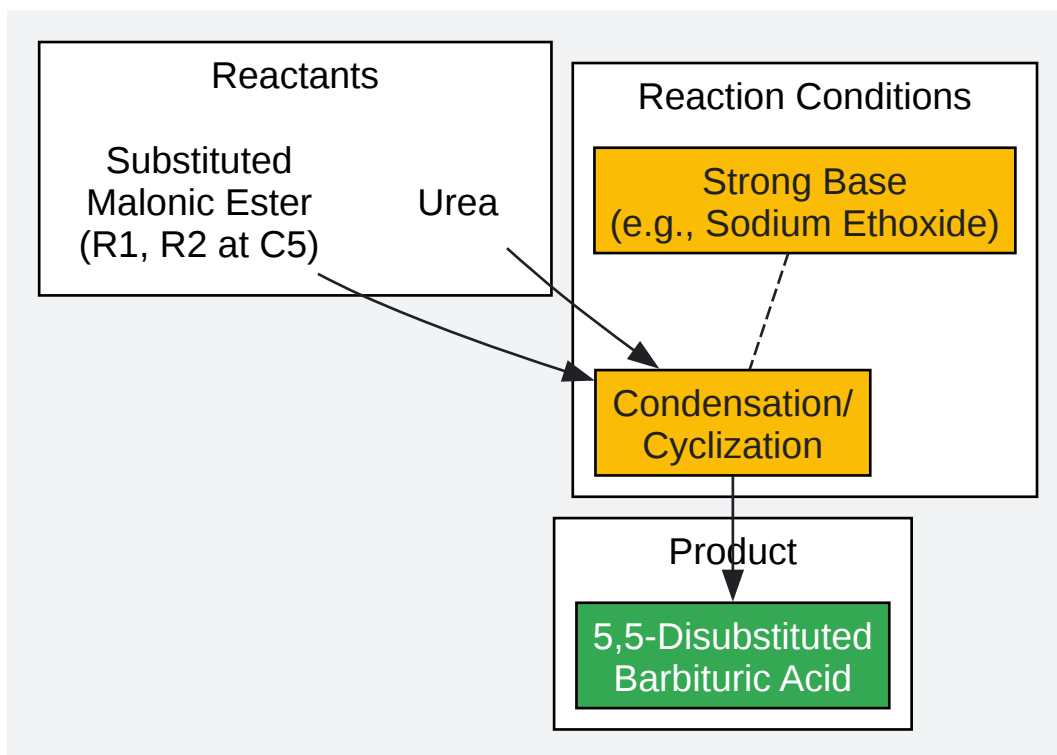 Reactants
Substituted
Malonic Ester
(R1, R2 at C5)
Urea
Reaction Conditions
Strong Base
(e.g., Sodium Ethoxide)
Condensation/
Cyclization
Product
5,5-Disubstituted
Barbituric Acid